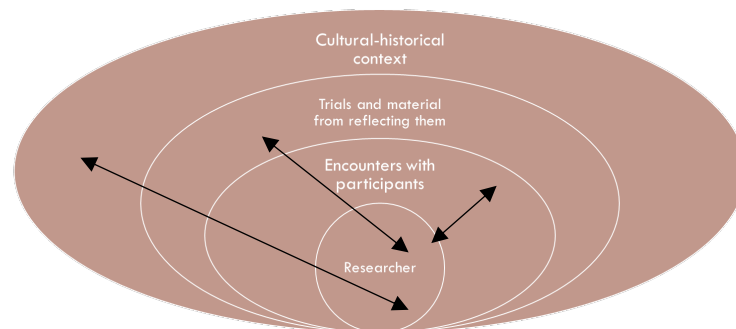 Cultural-historical
context
Trials and material
from reflecting them
Encounters with
participants
Researcher